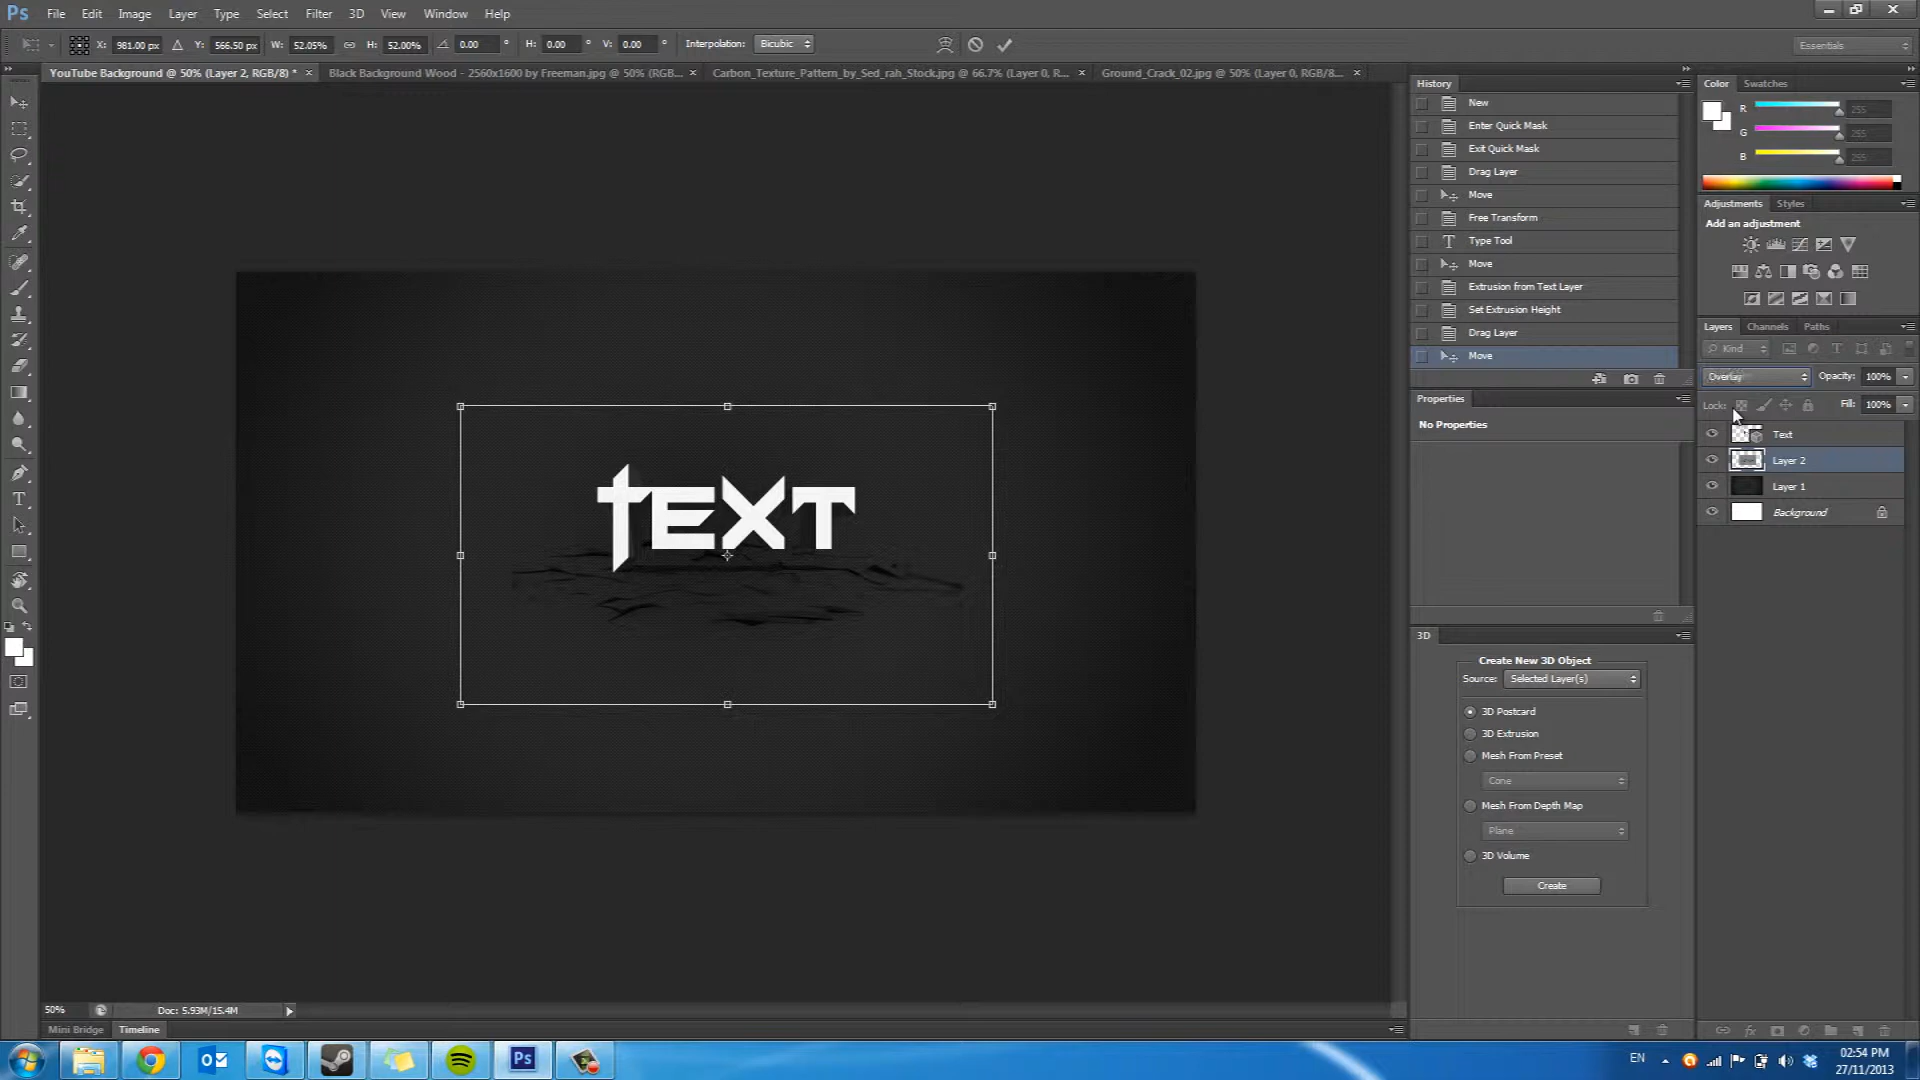 Ps File Edit Image Layer Type Select Filter 3D View Window Help
X: 981.00 px Y: 566.50 px W: 52.05% H: 52.00% 0.00 ° H: 0.00 ° V: 0.00 ° Interpolation: Bicubic Essentials
YouTube Background @ 50% (Layer 2, RGB/8) * × Black Background Wood - 2560x1600 by Freeman.jpg @ 50% (RGB... × Carbon_Texture_Pattern_by_Sed_rah_Stock.jpg @ 66.7% (Layer 0, R... × Ground_Crack_02.jpg @ 50% (Layer 0, RGB/8... ×
History
New
Enter Quick Mask
Exit Quick Mask
Drag Layer
Move
Free Transform
Type Tool
Move
Extrusion from Text Layer
Set Extrusion Height
Drag Layer
Move
Properties
No Properties
3D
Create New 3D Object
Source: Selected Layer(s)
3D Postcard
3D Extrusion
Mesh From Preset
Cone
Mesh From Depth Map
Plane
3D Volume
Create
Color Swatches
R 255
G 255
B 255
Adjustments Styles
Add an adjustment
Layers Channels Paths
Kind
Overlay Opacity: 100%
Lock: Fill: 100%
Text
Layer 2
Layer 1
Background
TEXT
50% Doc: 5.93M/15.4M
Mini Bridge Timeline
Ps
EN 02:54 PM
27/11/2013